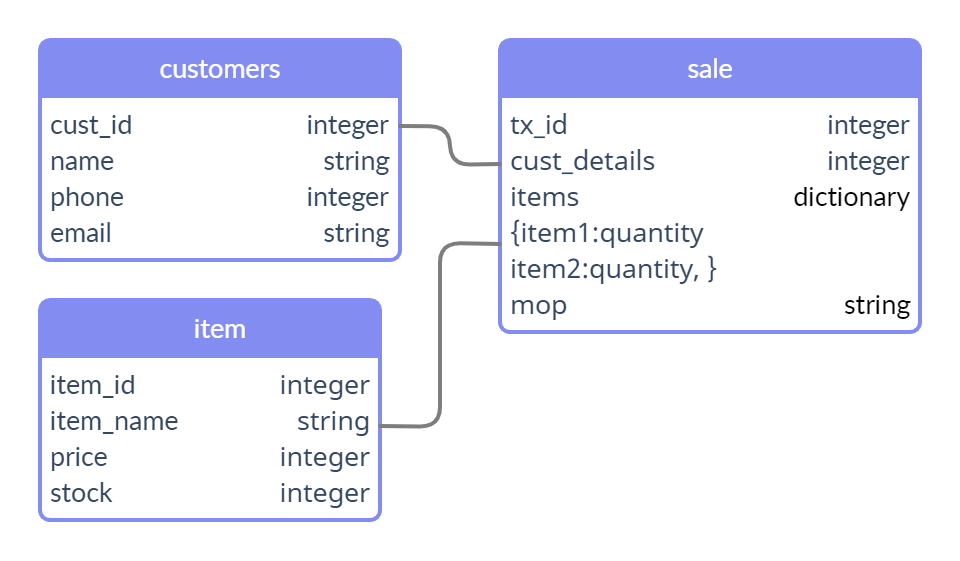 customers
cust_id integer
name string
phone integer
email string
sale
tx_id integer
cust_details integer
items dictionary
{item1:quantity
item2:quantity, }
mop string
item
item_id integer
item_name string
price integer
stock integer